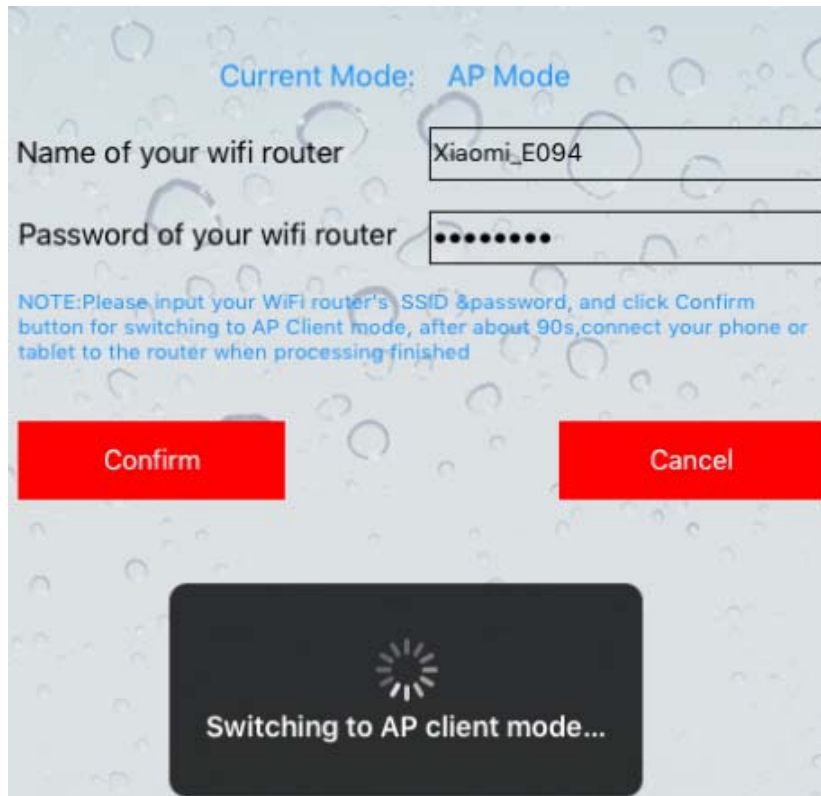 Current Mode: AP Mode
Name of your wifi router Xiaomi_E094
Password of your wifi router ••••••••
NOTE:Please input your WiFi router's SSID &password, and click Confirm
button for switching to AP Client mode, after about 90s,connect your phone or
tablet to the router when processing finished
Confirm Cancel
Switching to AP client mode...